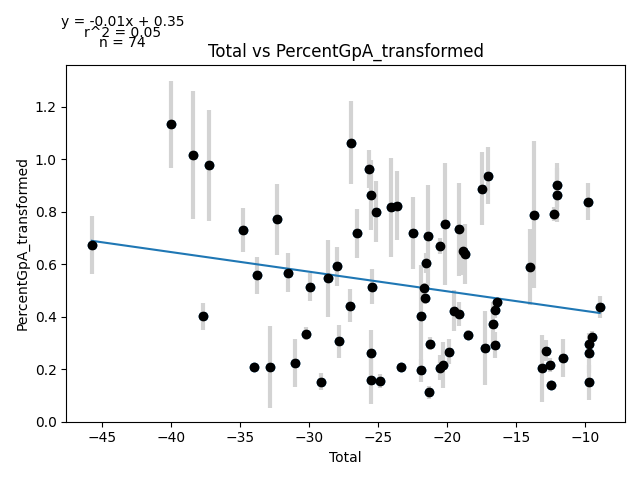 y = -0.01x + 0.35
r^2 = 0.05
n = 74
Total vs PercentGpA_transformed
PercentGpA_transformed
1.2
1.0
0.8
0.6
0.4
0.2
0.0
−45 −40 −35 −30 −25 −20 −15 −10
Total